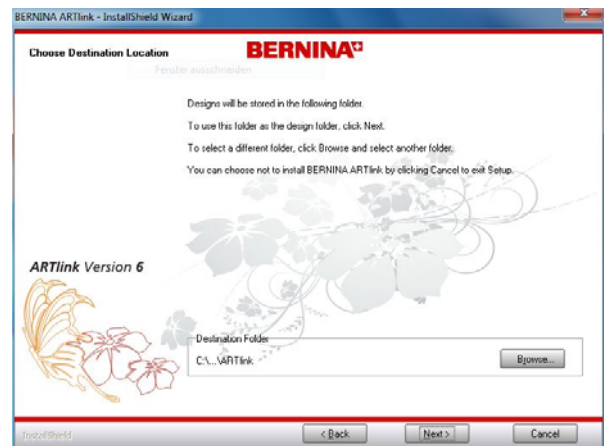 BERNINA ARTlink - InstallShield Wizard
Choose Destination Location
BERNINA
Fenster ausschneiden
Designs will be stored in the following folder.
To use this folder as the design folder, click Next.
To select a different folder, click Browse and select another folder.
You can choose not to install BERNINA ARTlink by clicking Cancel to exit Setup.
ARTlink Version 6
Destination Folder
C:\...\ARTlink
Browse...
InstallShield
< Back
Next >
Cancel